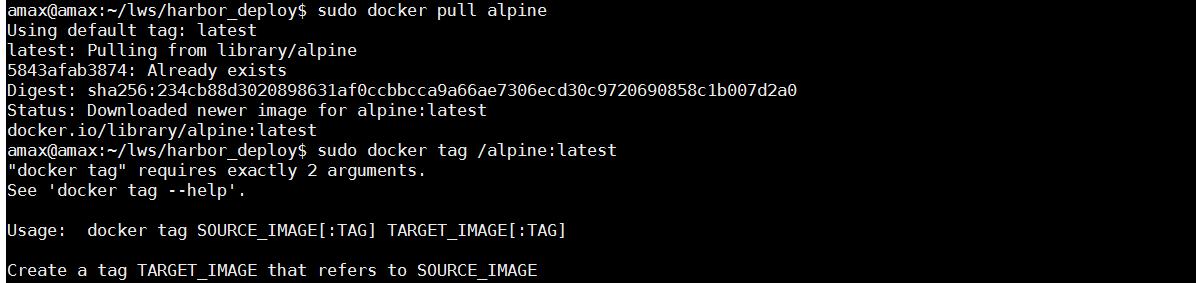 amax@amax:~/lws/harbor_deploy$ sudo docker pull alpine
Using default tag: latest
latest: Pulling from library/alpine
5843afab3874: Already exists
Digest: sha256:234cb88d3020898631af0ccbbcca9a66ae7306ecd30c9720690858c1b007d2a0
Status: Downloaded newer image for alpine:latest
docker.io/library/alpine:latest
amax@amax:~/lws/harbor_deploy$ sudo docker tag /alpine:latest
"docker tag" requires exactly 2 arguments.
See 'docker tag --help'.
Usage:  docker tag SOURCE_IMAGE[:TAG] TARGET_IMAGE[:TAG]
Create a tag TARGET_IMAGE that refers to SOURCE_IMAGE